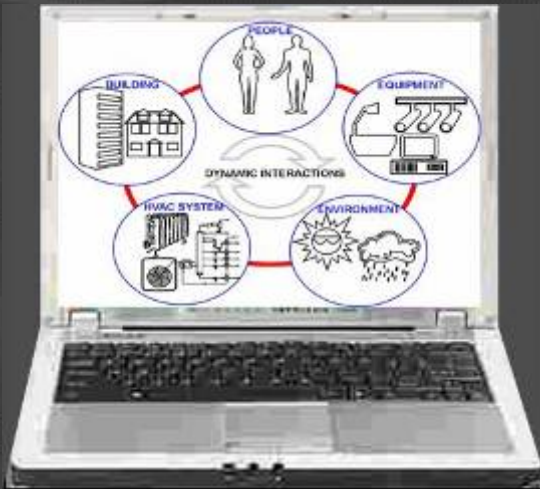 PEOPLE
BUILDING
EQUIPMENT
DYNAMIC INTERACTIONS
HVAC SYSTEM
ENVIRONMENT